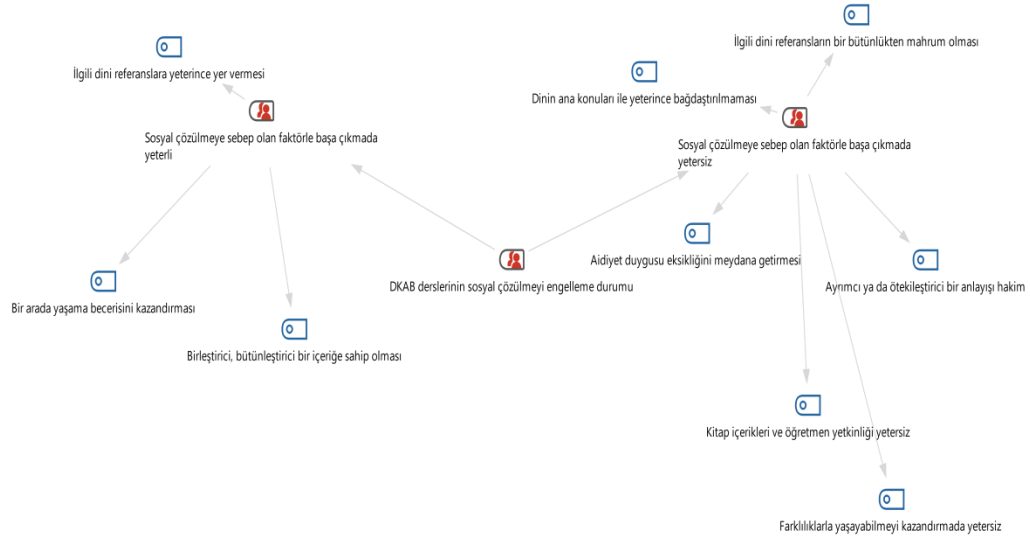 İlgili dini referansların bir bütünlükten mahrum olması
İlgili dini referanslara yeterince yer vermesi
Dinin ana konuları ile yeterince bağdaştırılmaması
Sosyal çözülmeye sebep olan faktörle başa çıkmada
yeterli
Sosyal çözülmeye sebep olan faktörle başa çıkmada
yetersiz
Aidiyet duygusu eksikliğini meydana getirmesi
DKAB derslerinin sosyal çözülmeyi engelleme durumu
Ayrımcı ya da ötekileştirici bir anlayışı hakim
Bir arada yaşama becerisini kazandırması
Birleştirici, bütünleştirici bir içeriğe sahip olması
Kitap içerikleri ve öğretmen yetkinliği yetersiz
Farklılıklarla yaşayabilmeyi kazandırmada yetersiz